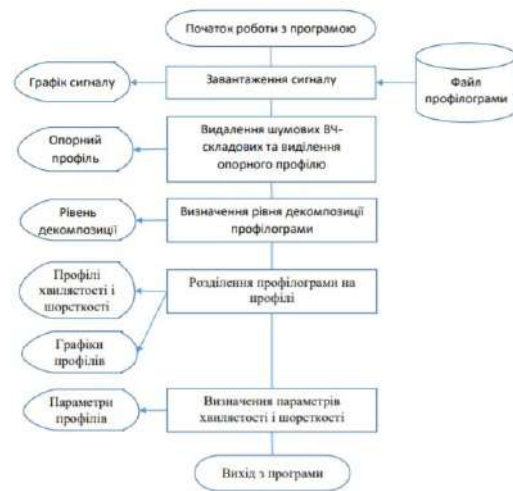 Початок роботи з програмою
Графік сигналу
Завантаження сигналу
Файл
профілограми
Опорний
профіль
Видалення шумових ВЧ-
складових та виділення
опорного профілю
Рівень
декомпозиції
Визначення рівня декомпозиції
профілограми
Профілі
хвилястості і
шорсткості
Розділення профілограми на
профілі
Графіки
профілів
Параметри
профілів
Визначення параметрів
хвилястості і шорсткості
Вихід з програми